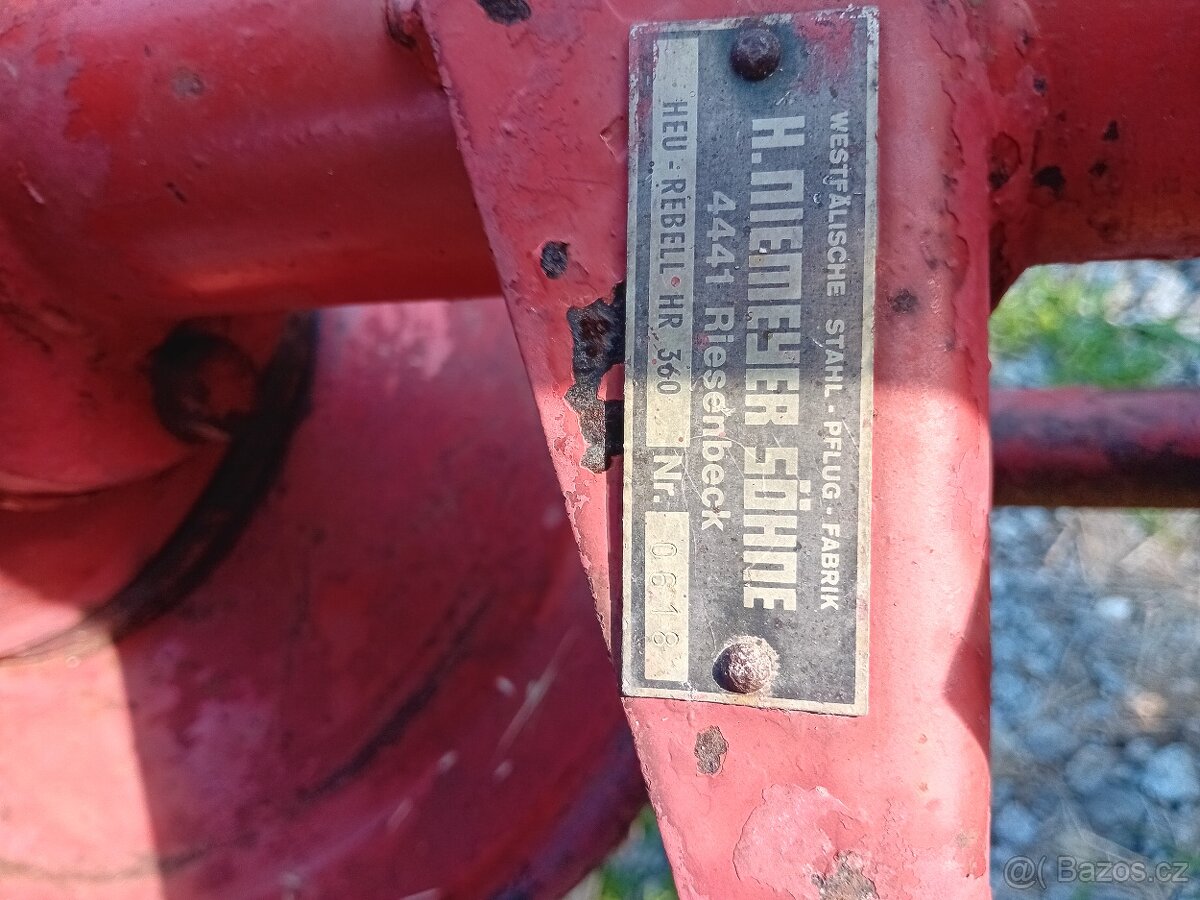 WESTFÄLISCHE STAHL - PFLUG - FABRIK
H. NIEMEYER SÖHNE
4441 Riesenbeck
HEU - REBELL · HR 360 Nr. 0618
@( Bazos.cz